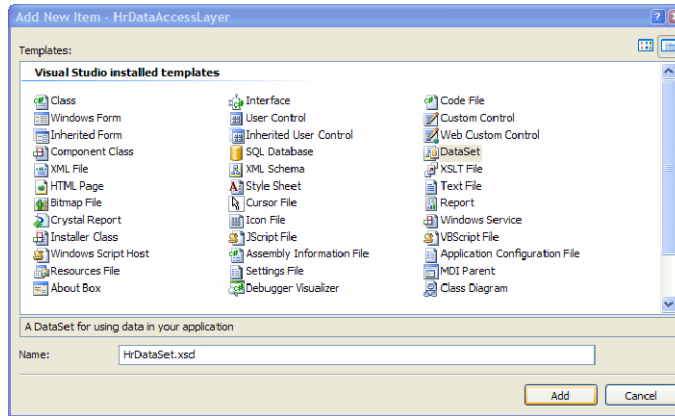 Add New Item - HrDataAccessLayer
Templates:
Visual Studio installed templates
Class Interface Code File
Windows Form User Control Custom Control
Inherited Form Inherited User Control Web Custom Control
Component Class SQL Database DataSet
XML File XML Schema XSLT File
HTML Page Style Sheet Text File
Bitmap File Cursor File Report
Crystal Report Icon File Windows Service
Installer Class JScript File VBScript File
Windows Script Host Assembly Information File Application Configuration File
Resources File Settings File MDI Parent
About Box Debugger Visualizer Class Diagram
A DataSet for using data in your application
Name: HrDataSet.xsd
Add Cancel